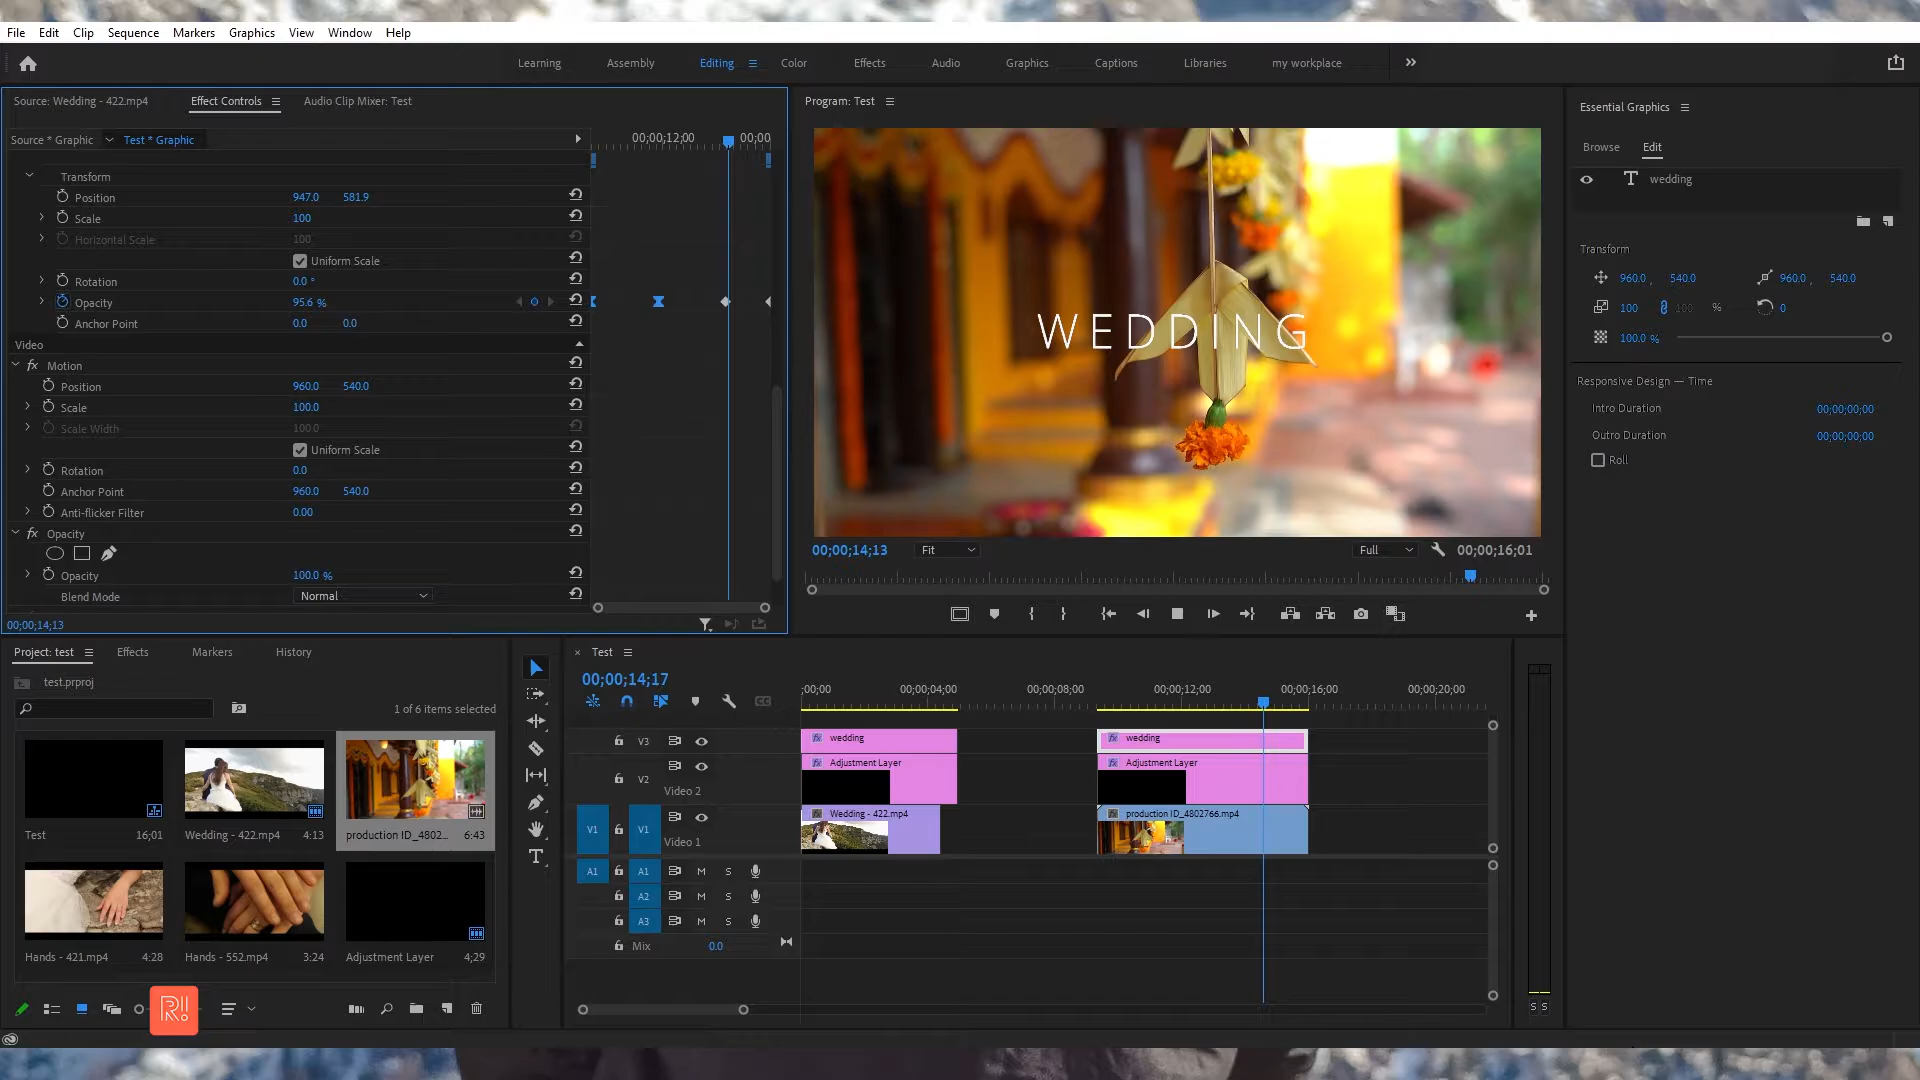 File Edit Clip Sequence Markers Graphics View Window Help
Learning Assembly Editing Color Effects Audio Graphics Captions Libraries my workplace
Source: Wedding - 422.mp4 Effect Controls Audio Clip Mixer: Test
Source * Graphic Test * Graphic 00;00;12;00 00;00
Transform
Position 947.0 581.9
Scale 100
Horizontal Scale 100
Uniform Scale
Rotation 0.0 °
Opacity 95.6 %
Anchor Point 0.0 0.0
Video
fx Motion
Position 960.0 540.0
Scale 100.0
Scale Width 100.0
Uniform Scale
Rotation 0.0
Anchor Point 960.0 540.0
Anti-flicker Filter 0.00
fx Opacity
Opacity 100.0 %
Blend Mode Normal
00;00;14;13
Program: Test
WEDDING
00;00;14;13 Fit Full 00;00;16;01
Essential Graphics
Browse Edit
T wedding
Transform
960.0 , 540.0 960.0 , 540.0
100 100 % 0
100.0 %
Responsive Design — Time
Intro Duration 00;00;00;00
Outro Duration 00;00;00;00
Roll
Project: test Effects Markers History
test.prproj
1 of 6 items selected
Test 16;01 Wedding - 422.mp4 4:13 production ID_4802... 6:43
Hands - 421.mp4 4:28 Hands - 552.mp4 3:24 Adjustment Layer 4;29
R!
Test
00;00;14;17
;00;00 00;00;04;00 00;00;08;00 00;00;12;00 00;00;16;00 00;00;20;00
V3 fx wedding fx wedding
V2 Video 2 fx Adjustment Layer fx Adjustment Layer
V1 V1 Video 1 fx Wedding - 422.mp4 fx production ID_4802766.mp4
A1 A1 M S
A2 M S
A3 M S
Mix 0.0
S S